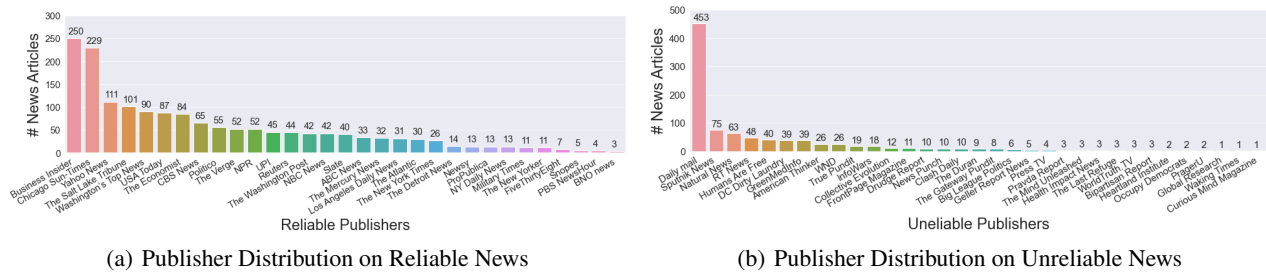 300
250
200
150
100
50
0
# News Articles
250
229
111
101
90
87
84
65
55
52
52
45
44
42
42
40
33
32
31
30
26
14
13
13
13
11
11
7
5
4
3
Business Insider
Chicago Sun-Times
Yahoo News
The Salt Lake Tribune
Washington's Top News
USA Today
The Economist
CBS News
Politico
The Verge
NPR
UPI
Reuters
The Washington Post
NBC News
Slate
ABC News
The Mercury News
Los Angeles Daily News
The Atlantic
The New York Times
The Detroit News
Newsy
ProPublica
NY Daily News
Military Times
The New Yorker
Five ThirtyEight
Snopes
PBS NewsHour
BNO news
Reliable Publishers
(a) Publisher Distribution on Reliable News
500
400
300
200
100
0
# News Articles
453
75
63
48
40
39
39
26
26
19
18
12
11
10
10
10
9
8
6
5
4
3
3
3
3
3
3
2
2
2
1
1
1
Daily mail
Sputnik News
Natural News
RT News
Humans Are Free
DC Dirty Laundry
GreenMedInfo
American Thinker
WND
True Pundit
InfoWars
Collective Evolution
FrontPage Magazine
Drudge Report
News Punch
Clash Daily
The Duran
The Gateway Pundit
Big League Politics
Geller Report News
Press TV
Pravda Report
The Mind Unleashed
Health Impact News
The Last Refuge
WorldTruth TV
Bipartisan Report
Heartland Institute
Occupy Democrats
PragerU
Global Research
Waking Times
Curious Mind Magazine
Uneliable Publishers
(b) Publisher Distribution on Unreliable News